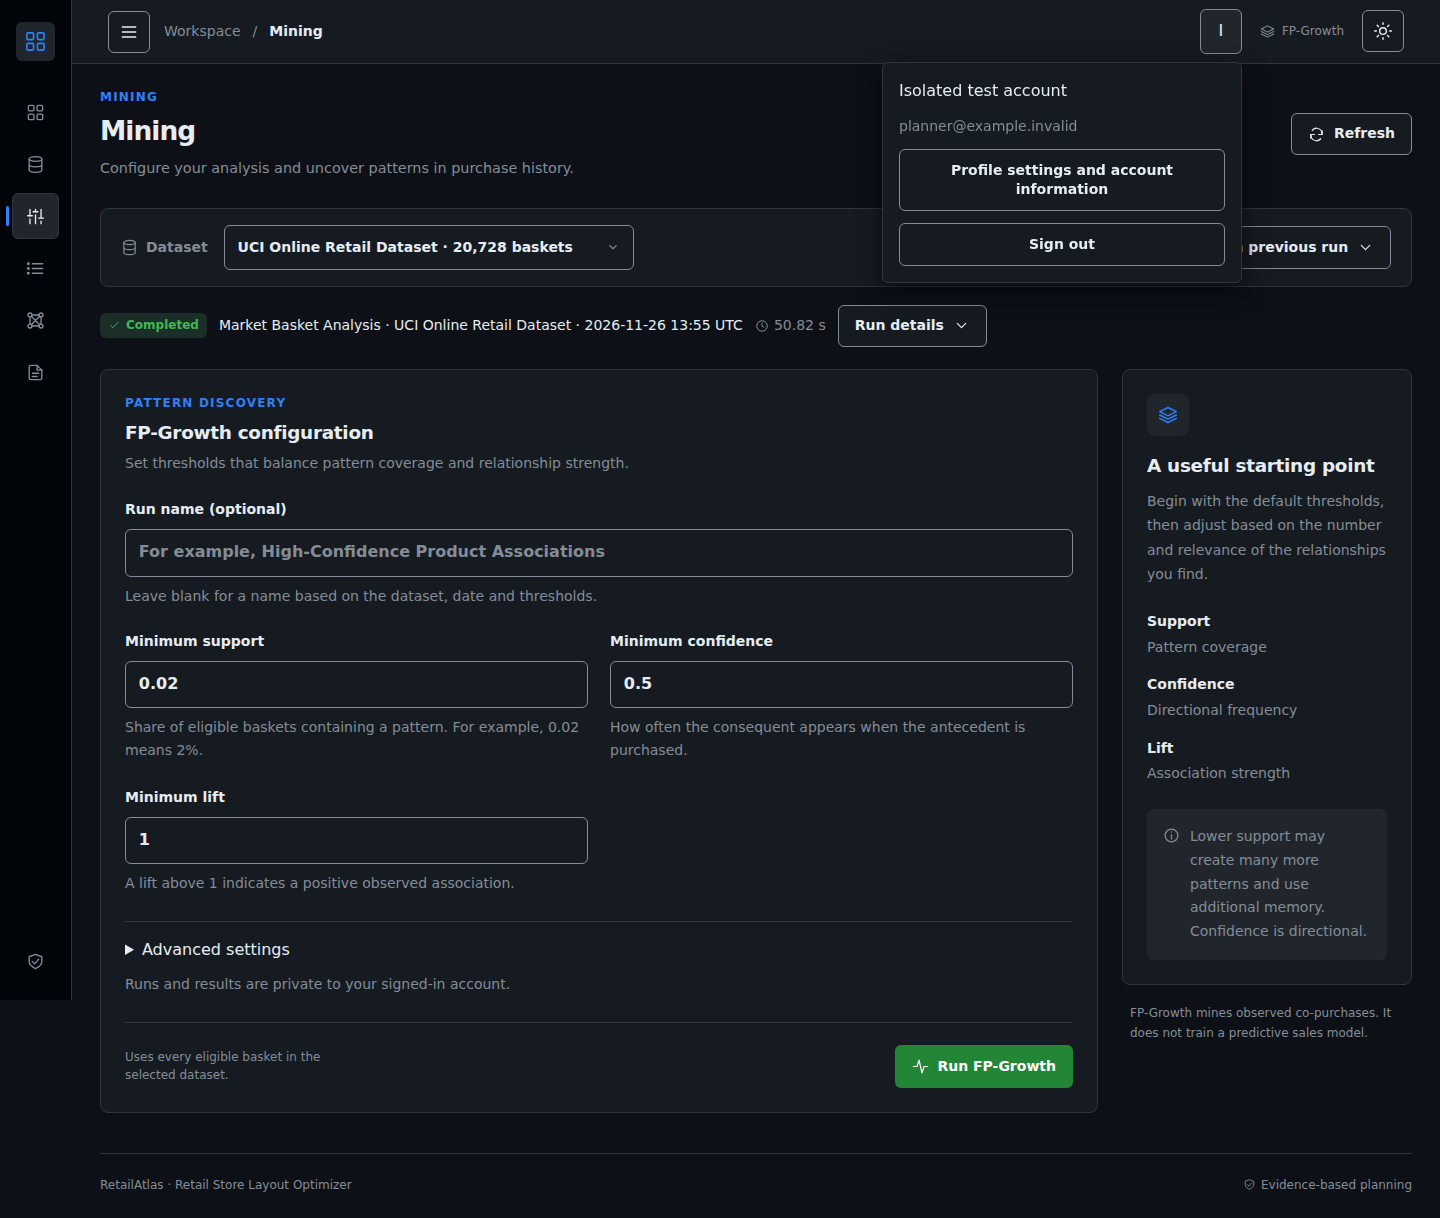 Workspace / Mining
I
FP-Growth
Isolated test account
planner@example.invalid
Profile settings and account
information
Sign out
MINING
Mining
Configure your analysis and uncover patterns in purchase history.
Refresh
Dataset
UCI Online Retail Dataset · 20,728 baskets
previous run
Completed
Market Basket Analysis · UCI Online Retail Dataset · 2026-11-26 13:55 UTC
50.82 s
Run details
PATTERN DISCOVERY
FP-Growth configuration
Set thresholds that balance pattern coverage and relationship strength.
Run name (optional)
For example, High-Confidence Product Associations
Leave blank for a name based on the dataset, date and thresholds.
Minimum support
0.02
Share of eligible baskets containing a pattern. For example, 0.02
means 2%.
Minimum confidence
0.5
How often the consequent appears when the antecedent is
purchased.
Minimum lift
1
A lift above 1 indicates a positive observed association.
Advanced settings
Runs and results are private to your signed-in account.
Uses every eligible basket in the
selected dataset.
Run FP-Growth
A useful starting point
Begin with the default thresholds,
then adjust based on the number
and relevance of the relationships
you find.
Support
Pattern coverage
Confidence
Directional frequency
Lift
Association strength
Lower support may
create many more
patterns and use
additional memory.
Confidence is directional.
FP-Growth mines observed co-purchases. It
does not train a predictive sales model.
RetailAtlas · Retail Store Layout Optimizer
Evidence-based planning